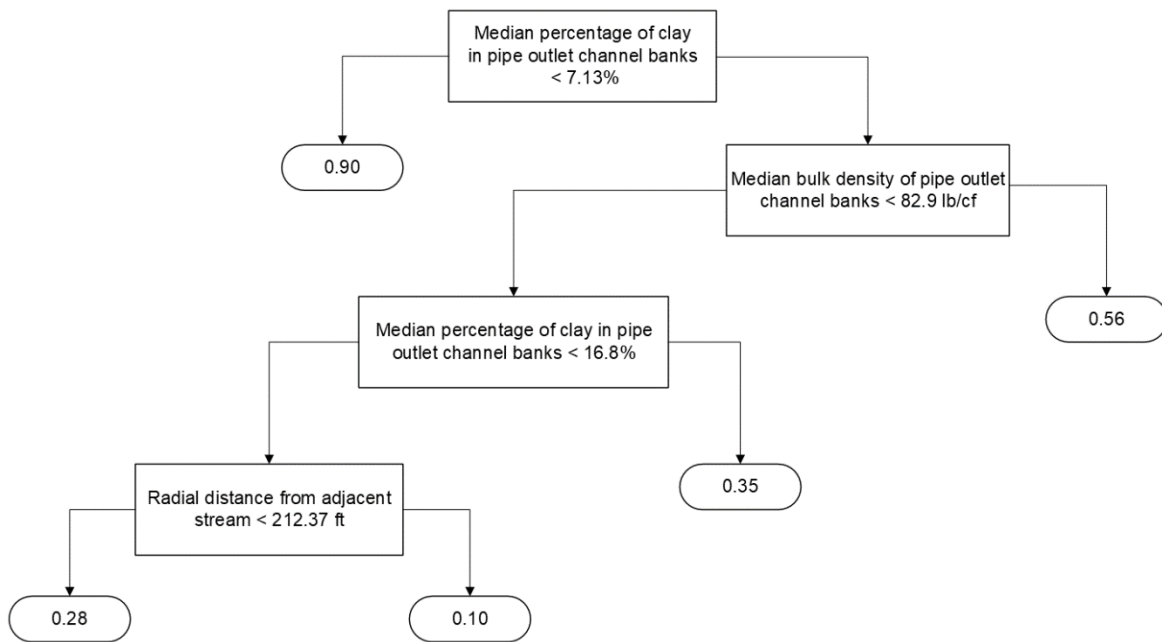 Median percentage of clay
in pipe outlet channel banks
< 7.13%
0.90
Median bulk density of pipe outlet
channel banks < 82.9 lb/cf
0.56
Median percentage of clay in pipe
outlet channel banks < 16.8%
0.35
Radial distance from adjacent
stream < 212.37 ft
0.28
0.10